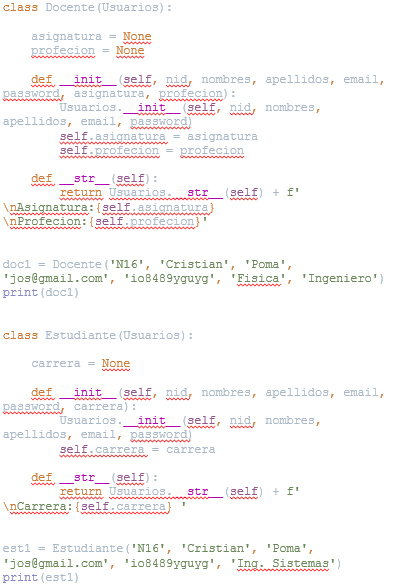 class Docente(Usuarios):
asignatura = None
profecion = None
def __init__(self, nid, nombres, apellidos, email,
password, asignatura, profecion):
Usuarios.__init__(self, nid, nombres,
apellidos, email, password)
self.asignatura = asignatura
self.profecion = profecion
def __str__(self):
return Usuarios.__str__(self) + f'
\nAsignatura:{self.asignatura}
\nProfecion:{self.profecion}'
doc1 = Docente('N16', 'Cristian', 'Poma',
'jos@gmail.com', 'io8489yguyg', 'Fisica', 'Ingeniero')
print(doc1)
class Estudiante(Usuarios):
carrera = None
def __init__(self, nid, nombres, apellidos, email,
password, carrera):
Usuarios.__init__(self, nid, nombres,
apellidos, email, password)
self.carrera = carrera
def __str__(self):
return Usuarios.__str__(self) + f'
\nCarrera:{self.carrera} '
est1 = Estudiante('N16', 'Cristian', 'Poma',
'jos@gmail.com', 'io8489yguyg', 'Ing. Sistemas')
print(est1)